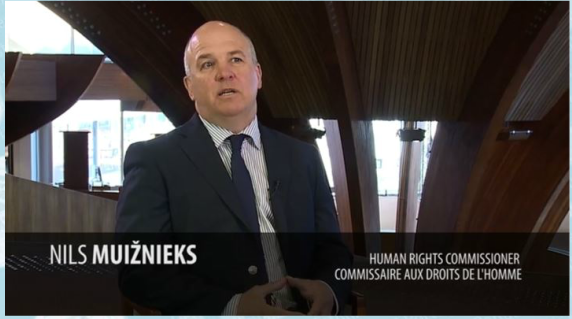 NILS MUIŽNIEKS
HUMAN RIGHTS COMMISSIONER
COMMISSAIRE AUX DROITS DE L'HOMME